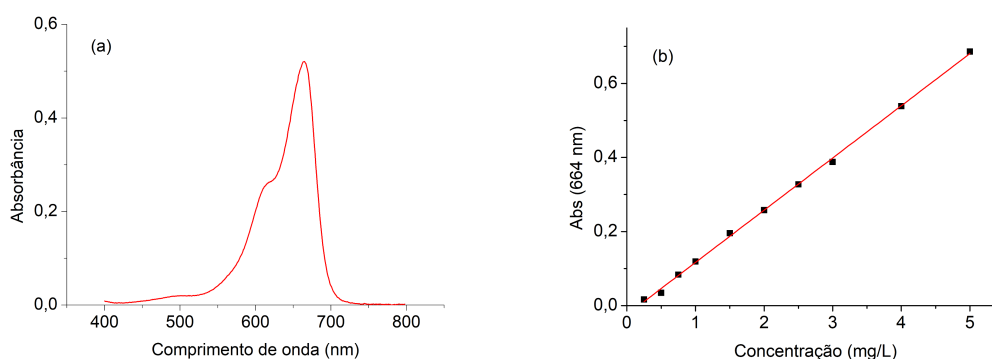 (a)
0,6
0,4
0,2
0,0
Absorbância
400 500 600 700 800
Comprimento de onda (nm)
(b)
0,6
0,4
0,2
0,0
Abs (664 nm)
0 1 2 3 4 5
Concentração (mg/L)